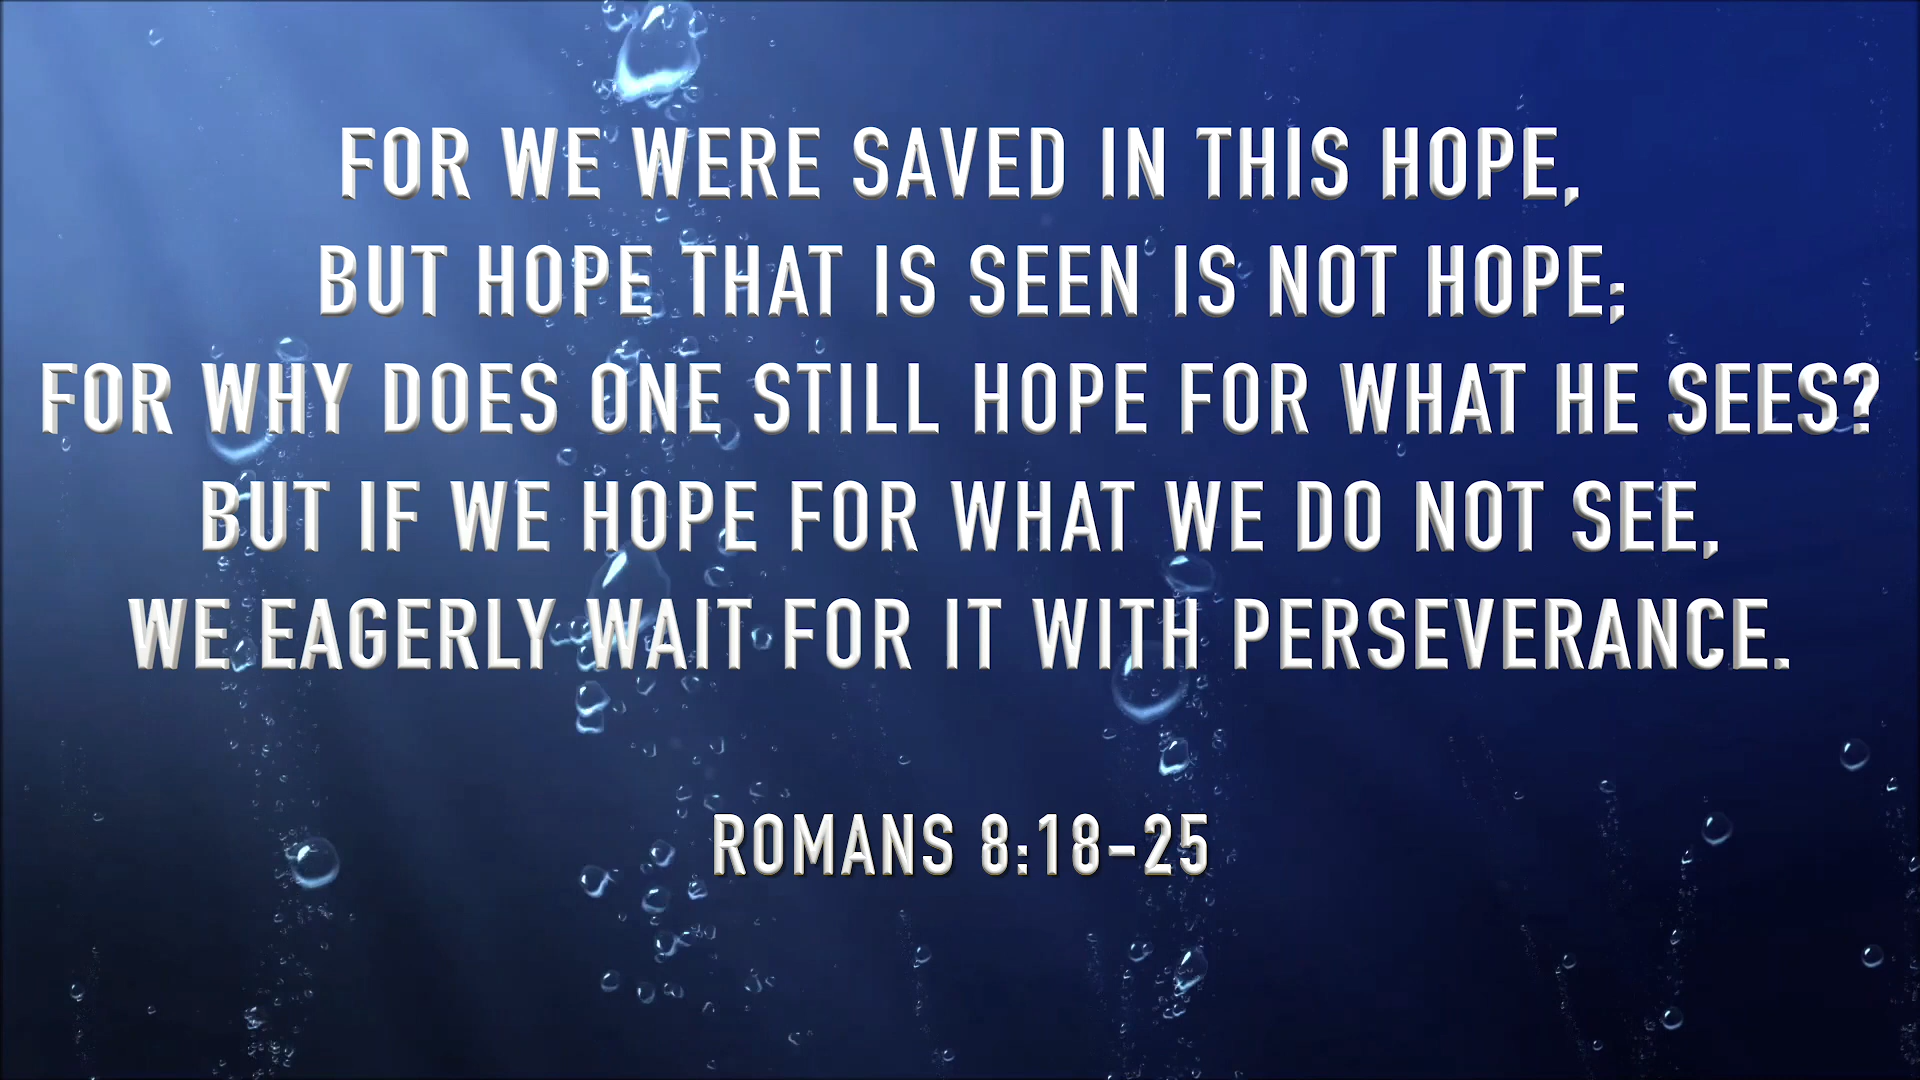 FOR WE WERE SAVED IN THIS HOPE,
BUT HOPE THAT IS SEEN IS NOT HOPE;
FOR WHY DOES ONE STILL HOPE FOR WHAT HE SEES?
BUT IF WE HOPE FOR WHAT WE DO NOT SEE,
WE EAGERLY WAIT FOR IT WITH PERSEVERANCE.
ROMANS 8:18-25